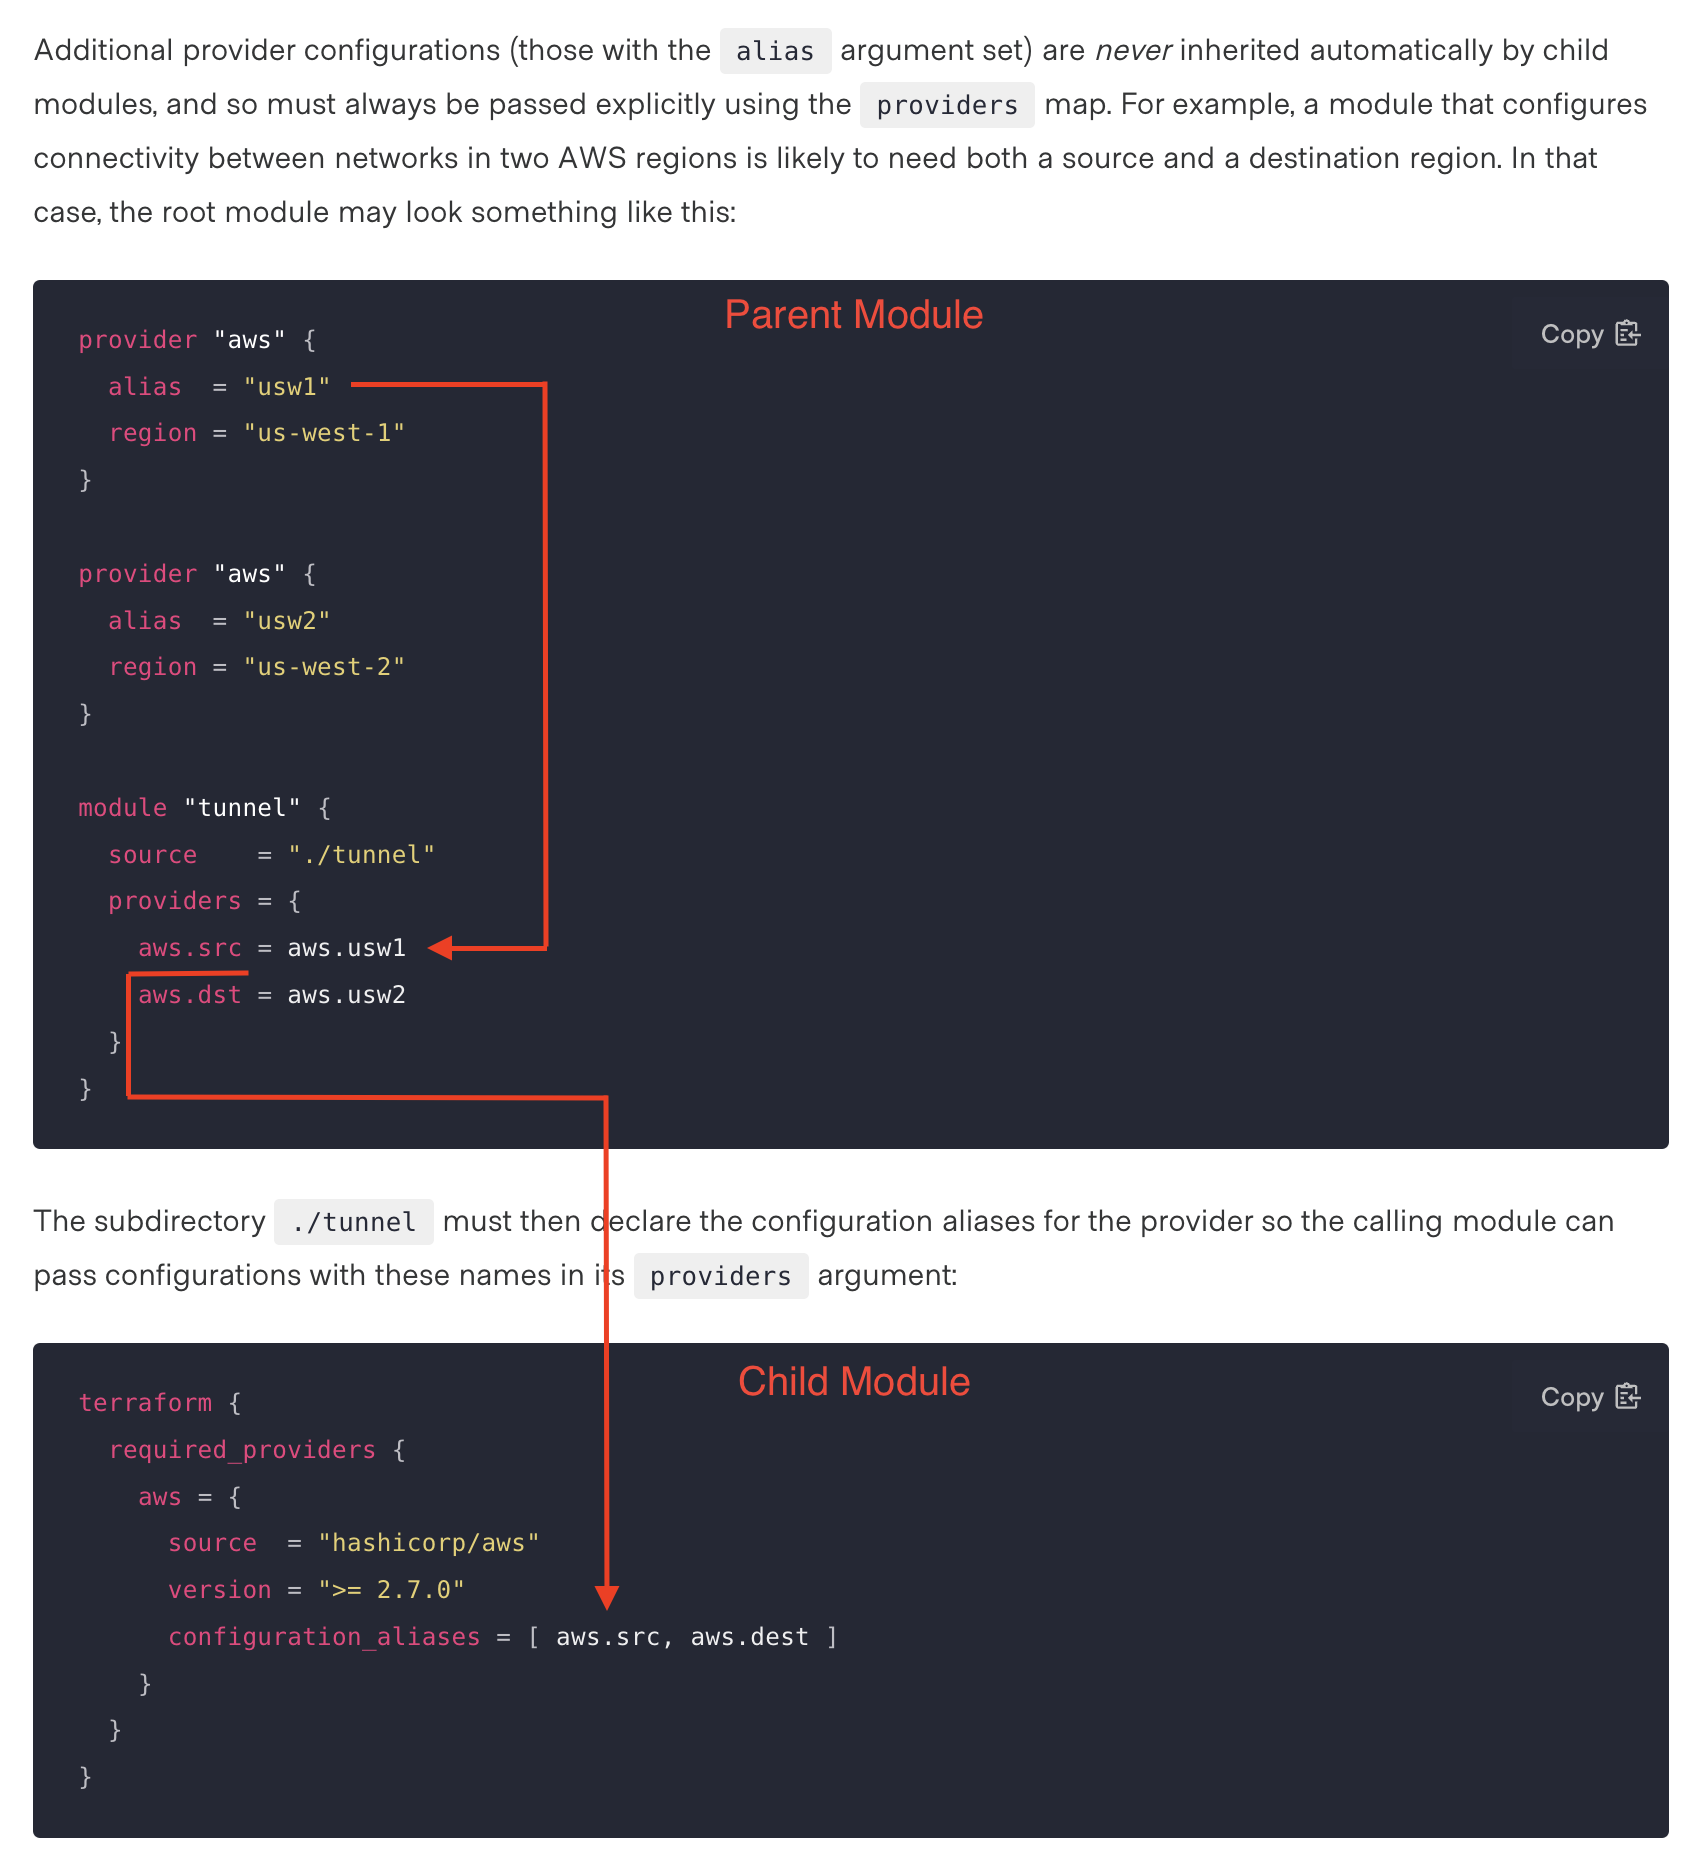 Additional provider configurations (those with the alias argument set) are never inherited automatically by child
modules, and so must always be passed explicitly using the providers map. For example, a module that configures
connectivity between networks in two AWS regions is likely to need both a source and a destination region. In that
case, the root module may look something like this:
Parent Module
Copy
provider "aws" {
  alias  = "usw1"
  region = "us-west-1"
}
provider "aws" {
  alias  = "usw2"
  region = "us-west-2"
}
module "tunnel" {
  source    = "./tunnel"
  providers = {
    aws.src = aws.usw1
    aws.dst = aws.usw2
  }
}
The subdirectory ./tunnel must then declare the configuration aliases for the provider so the calling module can
pass configurations with these names in its providers argument:
Child Module
Copy
terraform {
  required_providers {
    aws = {
      source  = "hashicorp/aws"
      version = ">= 2.7.0"
      configuration_aliases = [ aws.src, aws.dest ]
    }
  }
}